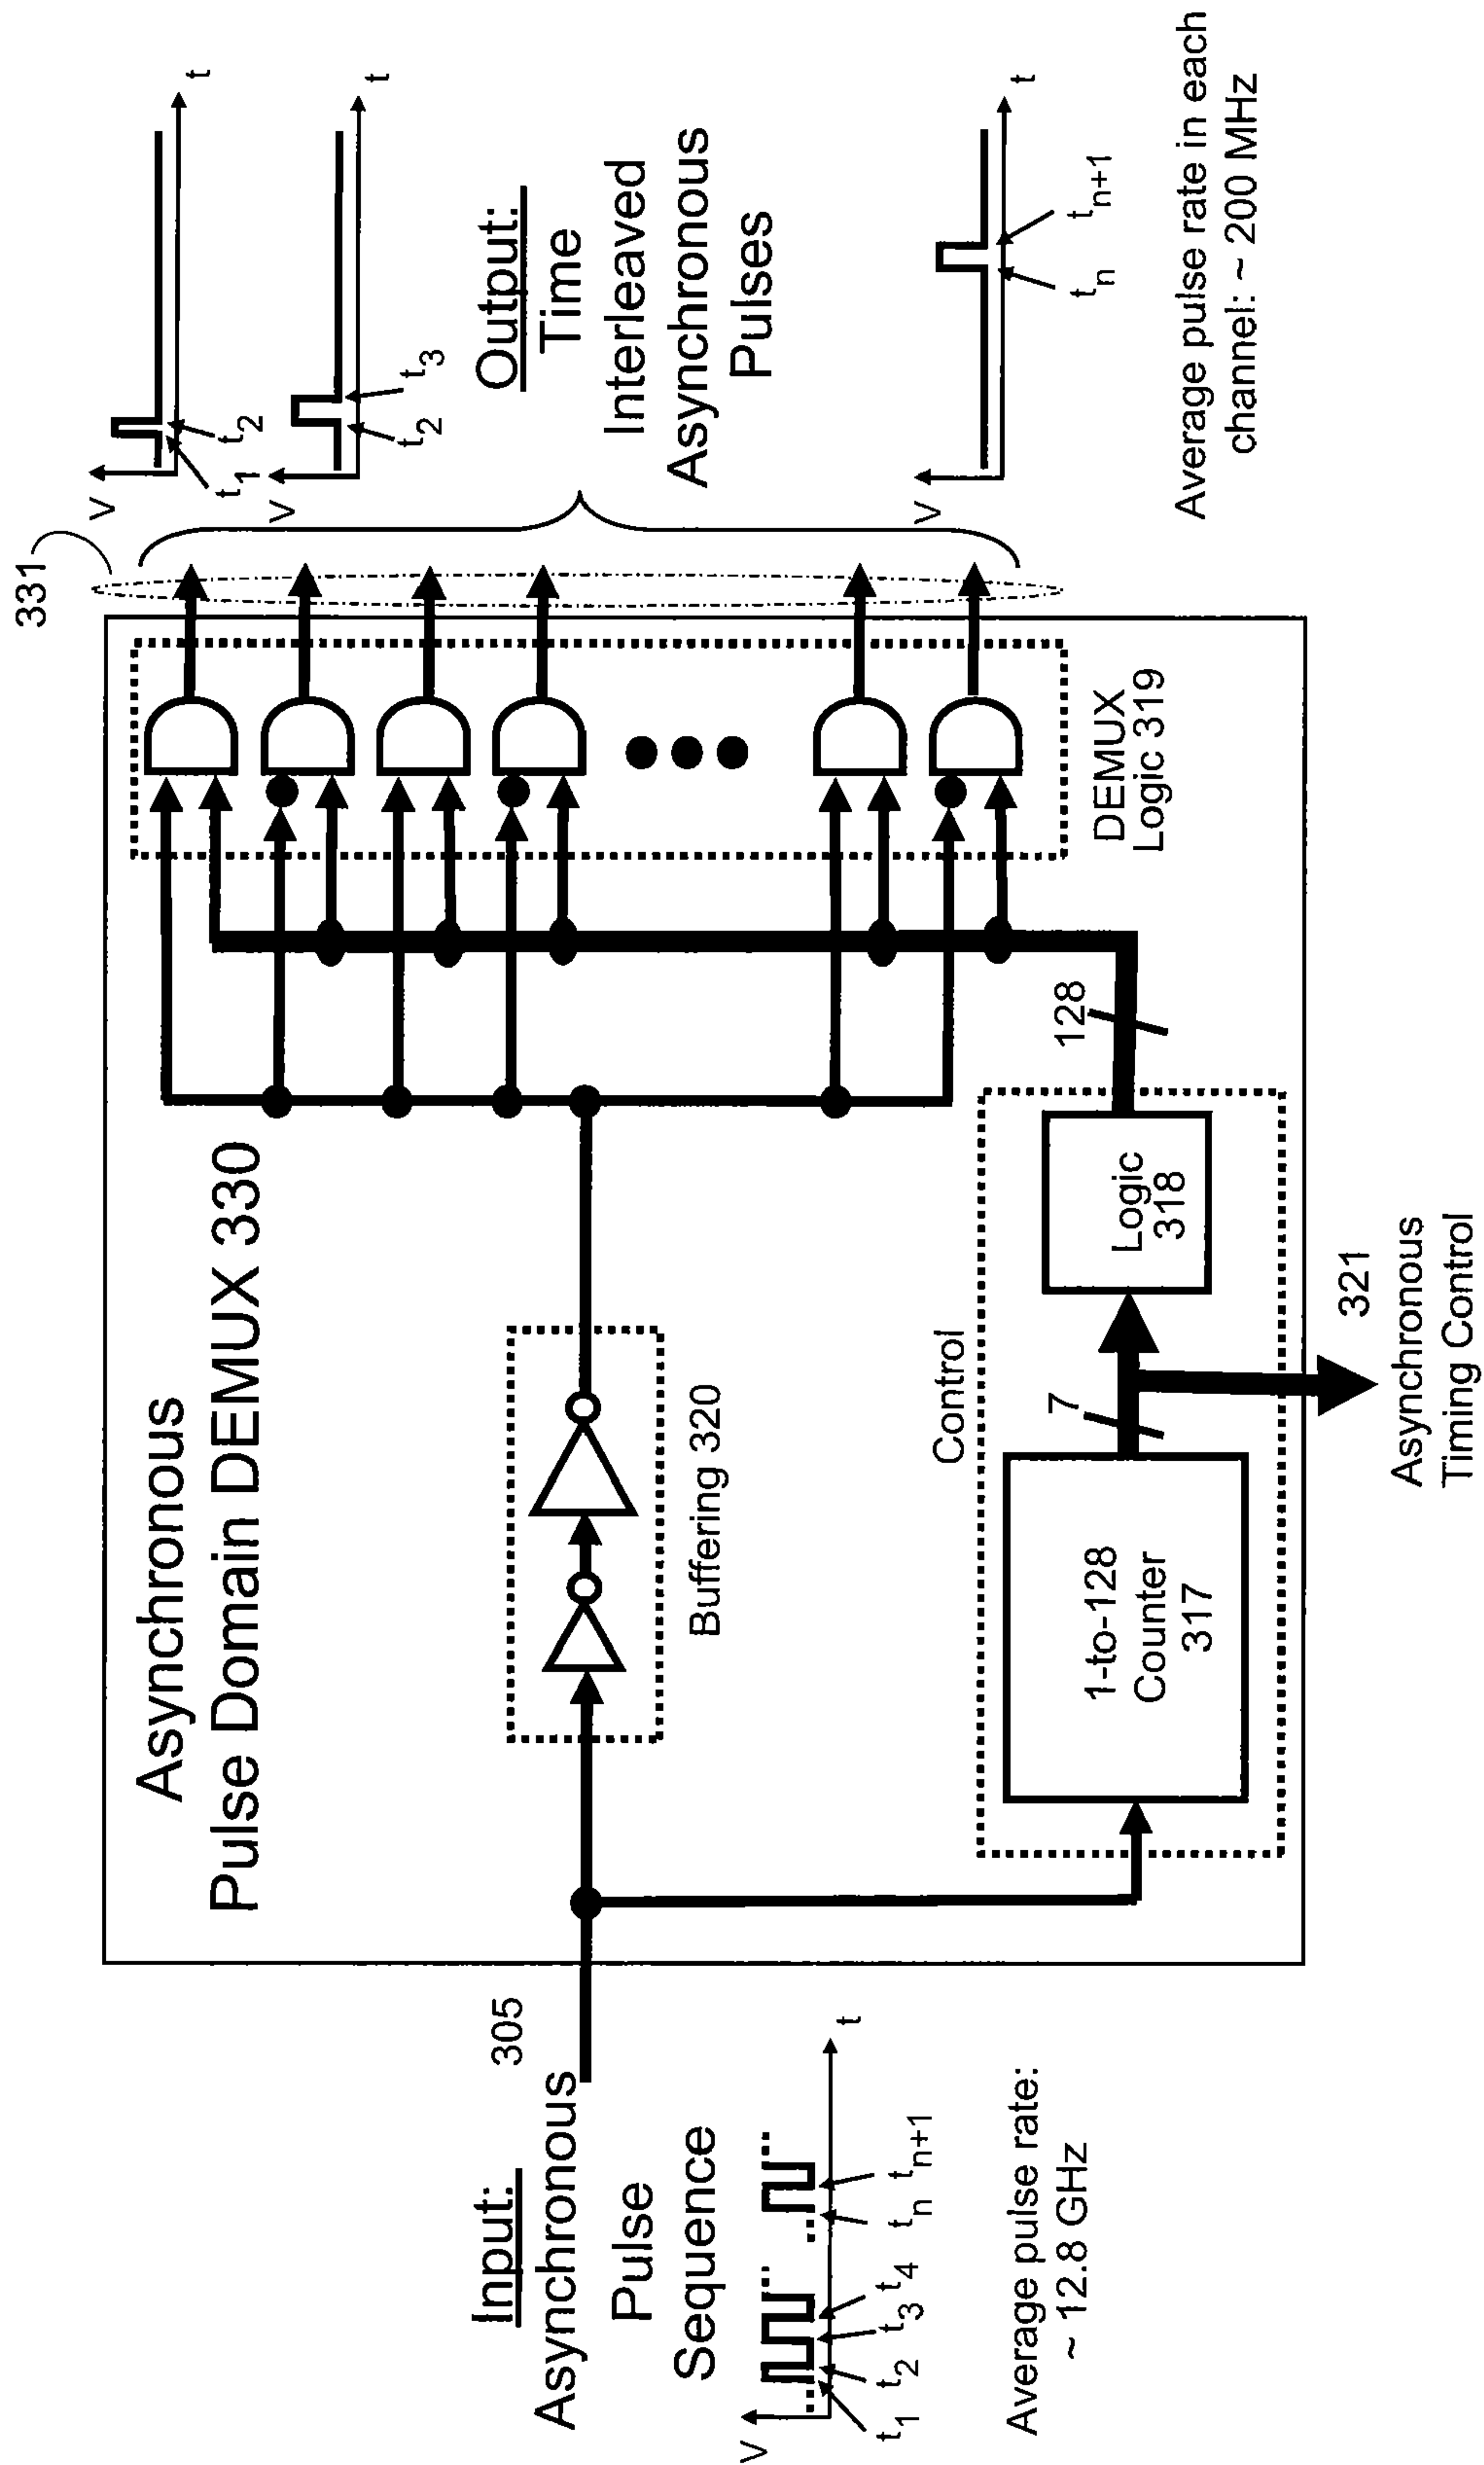 Asynchronous
Pulse Domain DEMUX 330
Input:
Asynchronous
Pulse
Sequence
305
V
t
t1
t2
t3
t4
tn
tn+1
Average pulse rate:
~ 12.8 GHz
Buffering 320
Control
1-to-128
Counter
317
7
Logic
318
128
321
Asynchronous
Timing Control
DEMUX
Logic 319
331
V
t
t1
t2
V
t
t2
t3
Output:
Time
Interleaved
Asynchronous
Pulses
V
t
tn
tn+1
Average pulse rate in each
channel: ~ 200 MHz